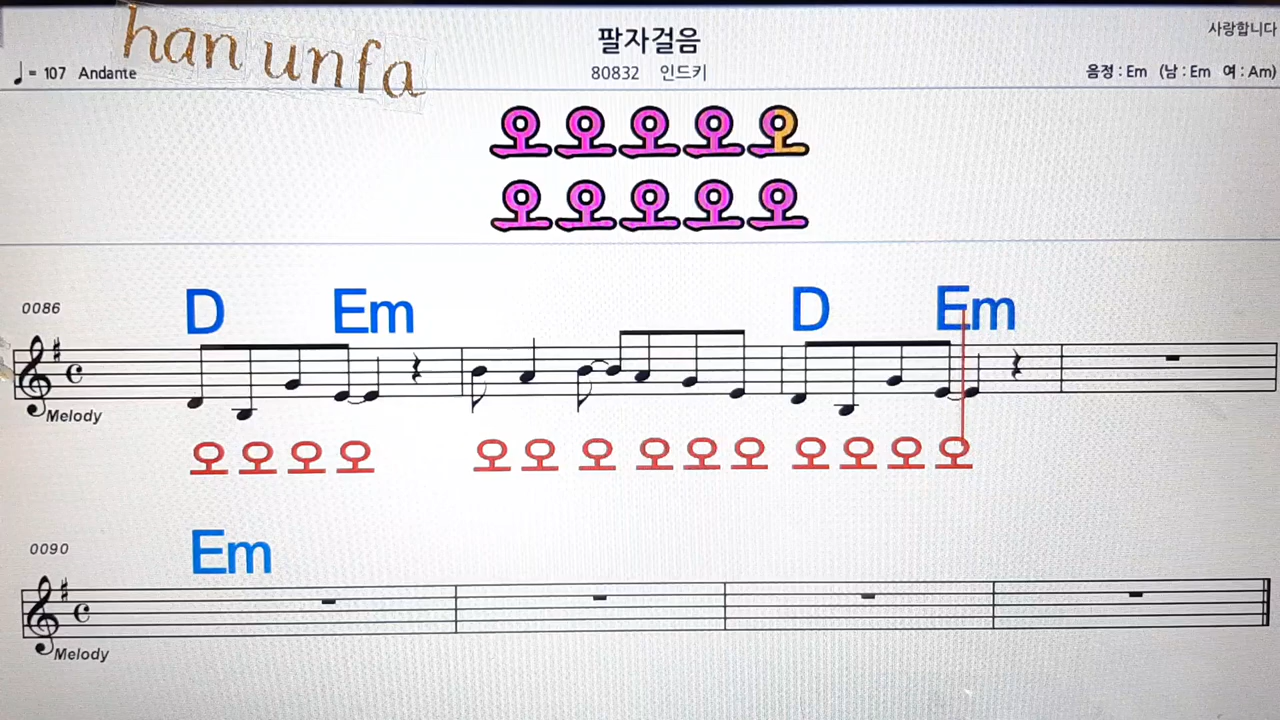 han unfa
팔자걸음
사랑합니다
♩= 107 Andante
80832 인드키
음정 : Em (남 : Em 여 : Am)
오오오오오
오오오오오
0086
D Em D Em
Melody
오 오 오 오 오 오 오 오 오 오 오 오 오 오
0090
Em
Melody